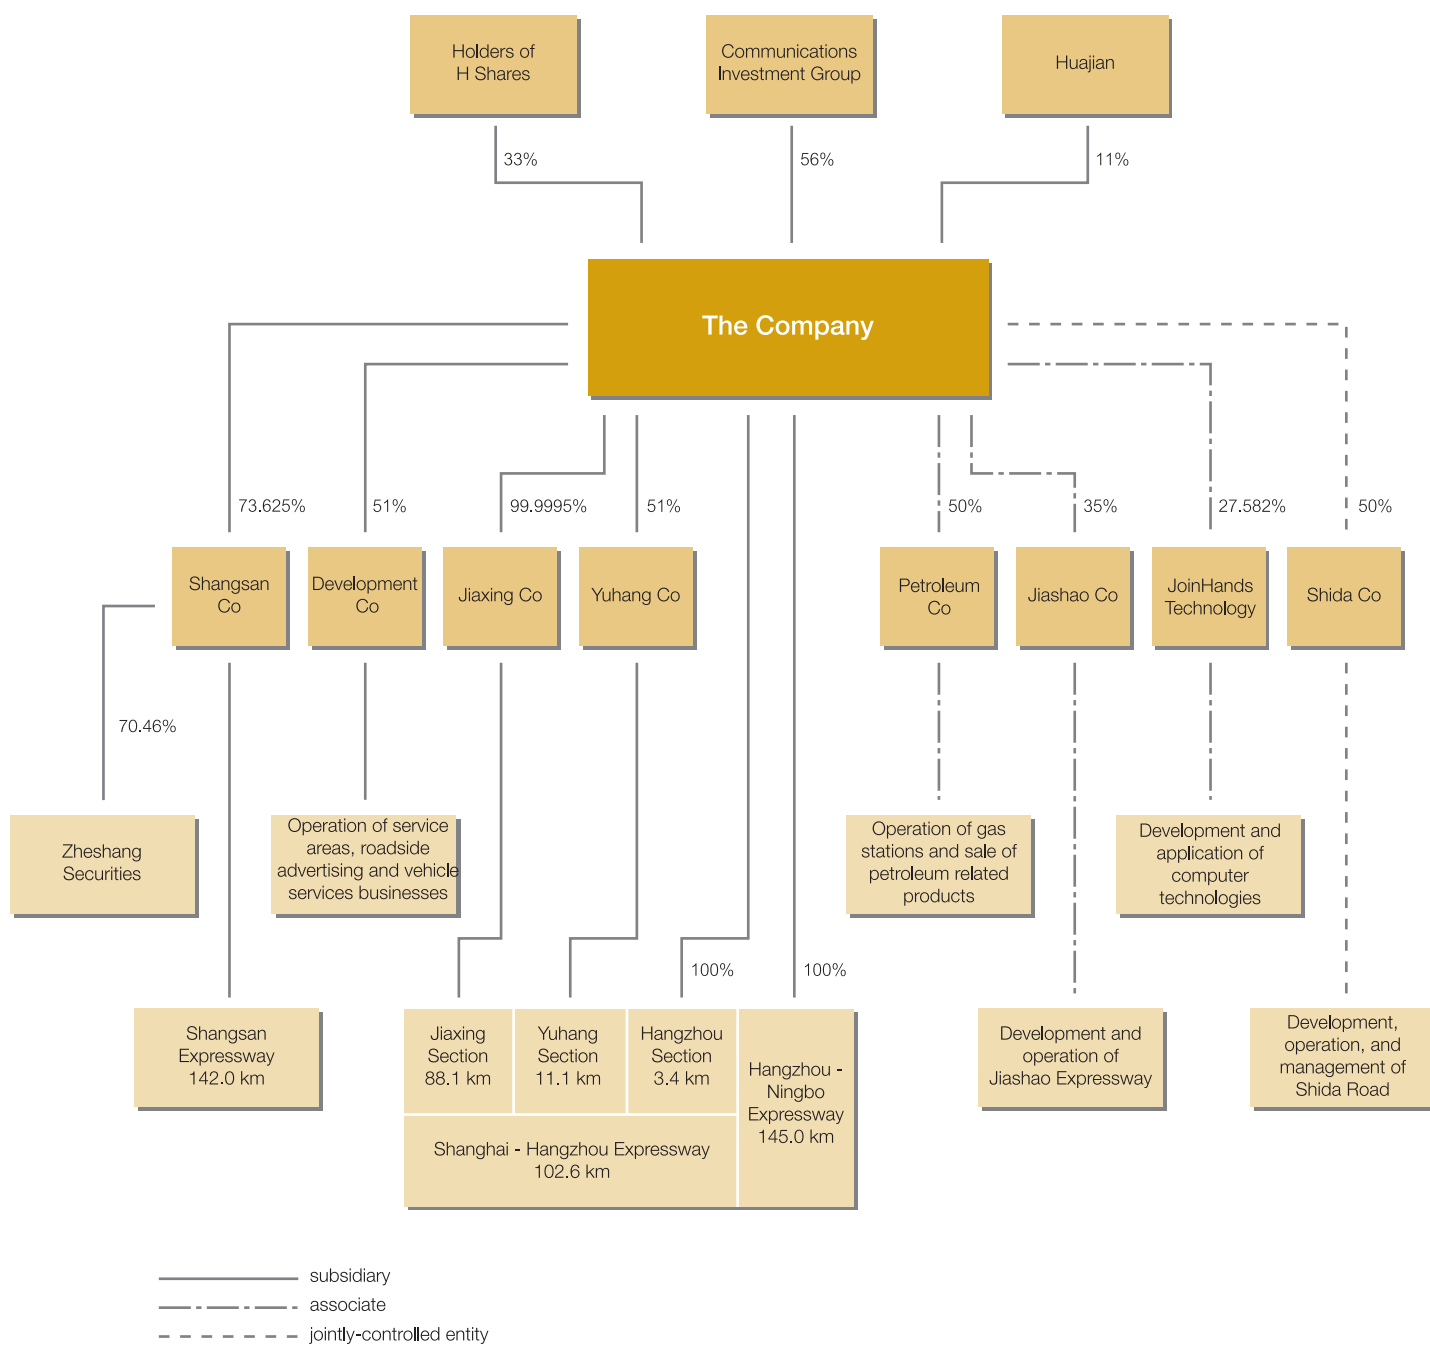 Holders of
H Shares
Communications
Investment Group
Huajian
33%
56%
11%
The Company
73.625%
51%
99.9995%
51%
50%
35%
27.582%
50%
Shangsan
Co
Development
Co
Jiaxing Co
Yuhang Co
Petroleum
Co
Jiashao Co
JoinHands
Technology
Shida Co
70.46%
Zheshang
Securities
Operation of service
areas, roadside
advertising and vehicle
services businesses
Operation of gas
stations and sale of
petroleum related
products
Development and
application of
computer
technologies
100%
100%
Shangsan
Expressway
142.0 km
Jiaxing
Section
88.1 km
Yuhang
Section
11.1 km
Hangzhou
Section
3.4 km
Hangzhou -
Ningbo
Expressway
145.0 km
Shanghai - Hangzhou Expressway
102.6 km
Development and
operation of
Jiashao Expressway
Development,
operation, and
management of
Shida Road
subsidiary
associate
jointly-controlled entity